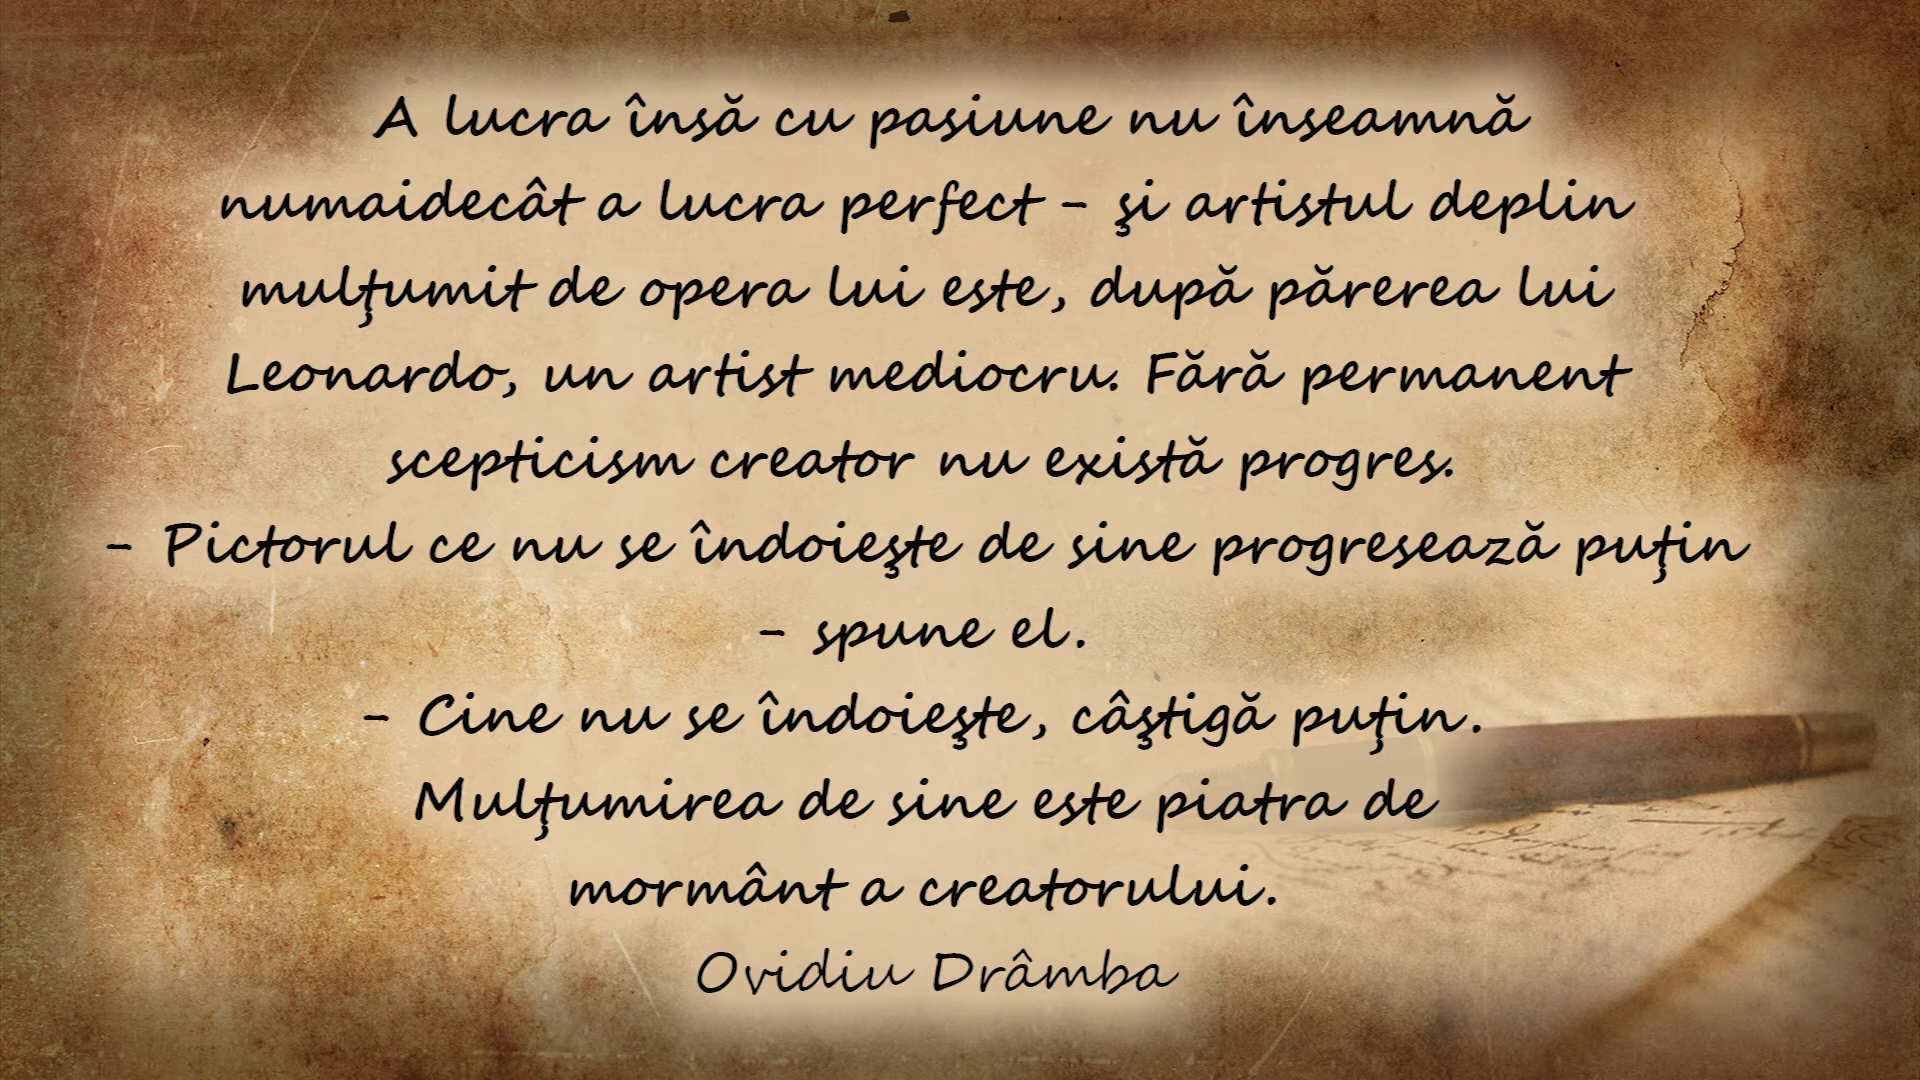 A lucra însă cu pasiune nu înseamnă
numaidecât a lucra perfect - şi artistul deplin
mulţumit de opera lui este, după părerea lui
Leonardo, un artist mediocru. Fără permanent
scepticism creator nu există progres.
- Pictorul ce nu se îndoieşte de sine progresează puţin
- spune el.
- Cine nu se îndoieşte, câştigă puţin.
Mulţumirea de sine este piatra de
mormânt a creatorului.
Ovidiu Drâmba